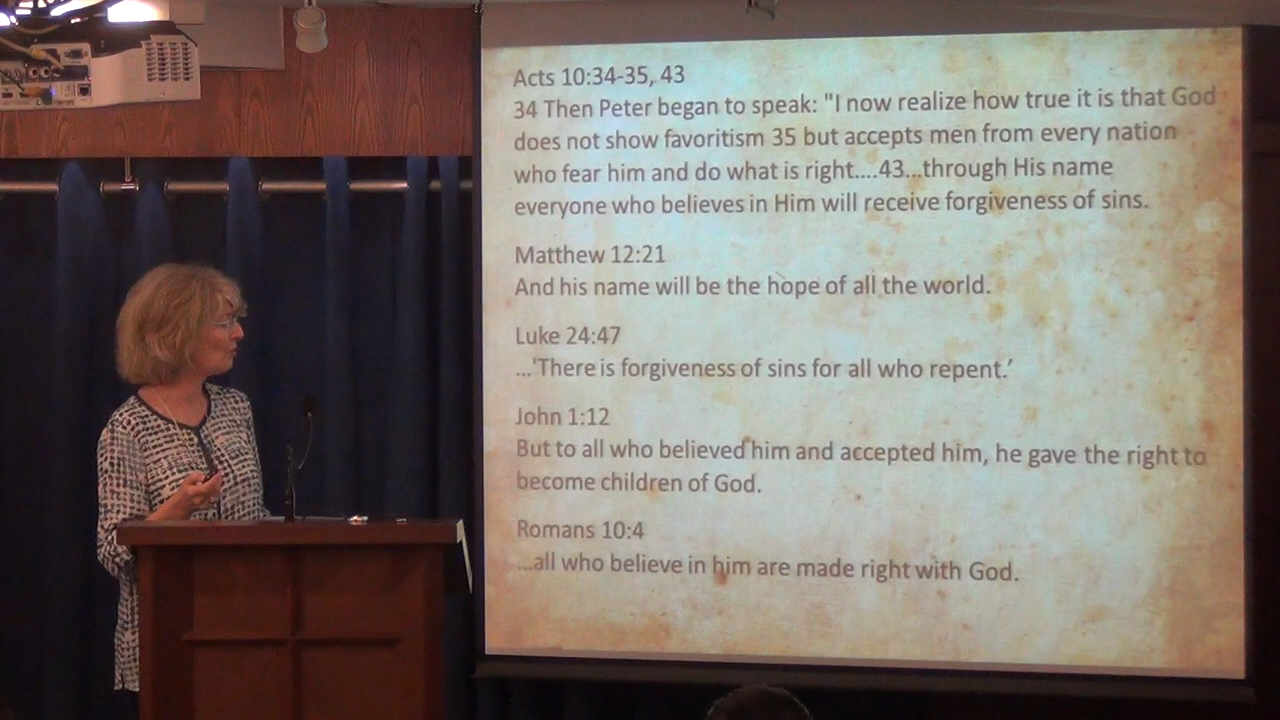 Acts 10:34-35, 43
34 Then Peter began to speak: "I now realize how true it is that God
does not show favoritism 35 but accepts men from every nation
who fear him and do what is right....43...through His name
everyone who believes in Him will receive forgiveness of sins.
Matthew 12:21
And his name will be the hope of all the world.
Luke 24:47
...'There is forgiveness of sins for all who repent.’
John 1:12
But to all who believed him and accepted him, he gave the right to
become children of God.
Romans 10:4
...all who believe in him are made right with God.